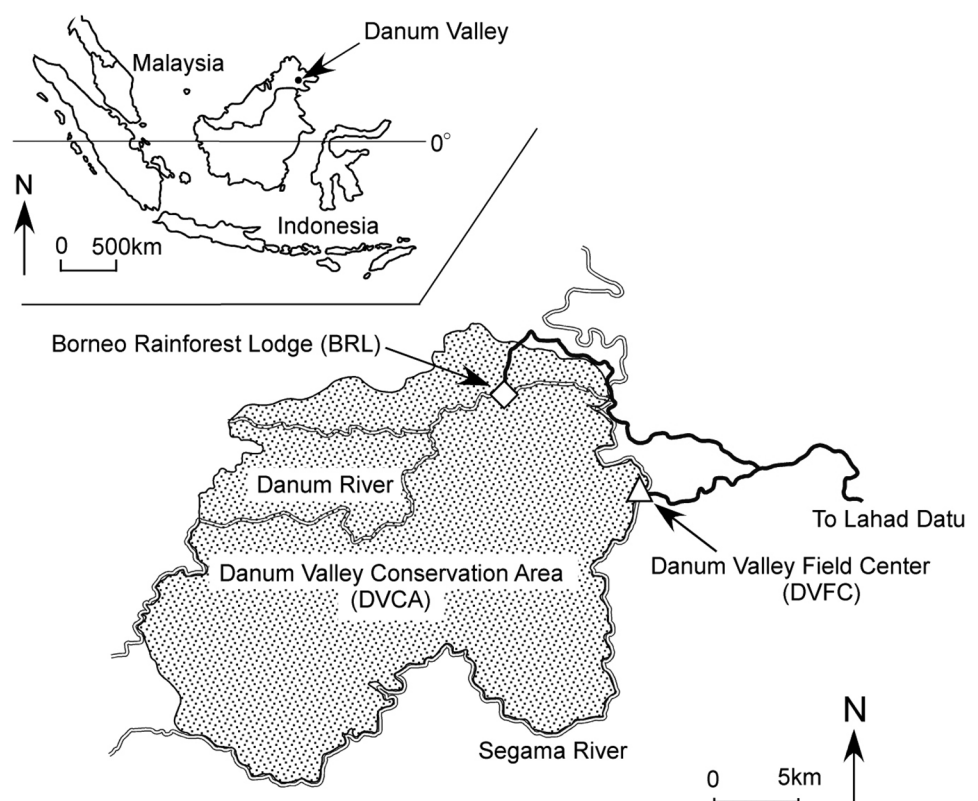 Danum Valley
Malaysia
0°
N
Indonesia
0 500km
Borneo Rainforest Lodge (BRL)
Danum River
To Lahad Datu
Danum Valley Conservation Area
(DVCA)
Danum Valley Field Center
(DVFC)
Segama River
N
0 5km